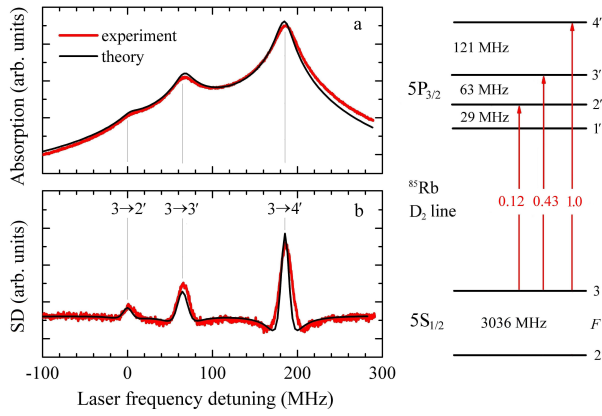 a
experiment
theory
Absorption (arb. units)
3→2′ 3→3′ 3→4′ b
SD (arb. units)
-100 0 100 200 300
Laser frequency detuning (MHz)
4′
121 MHz
3′
5P3/2 63 MHz
2′
29 MHz
1′
85Rb
D2 line
0.12 0.43 1.0
3
5S1/2
3036 MHz F
2